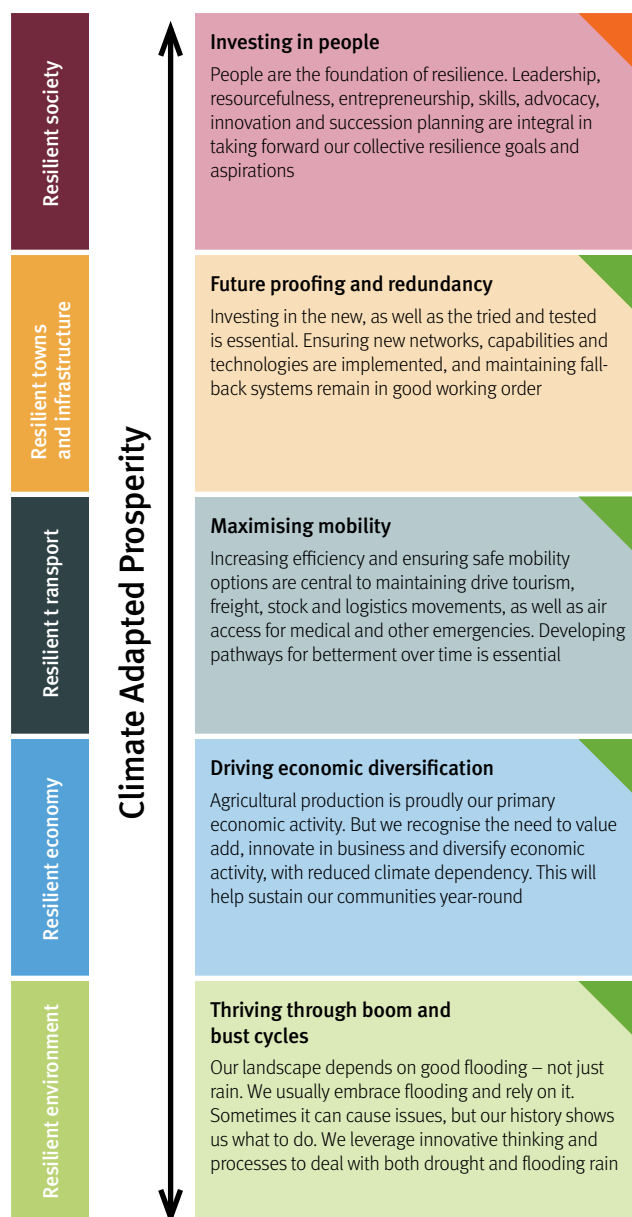 Resilient society
Investing in people
People are the foundation of resilience. Leadership,
resourcefulness, entrepreneurship, skills, advocacy,
innovation and succession planning are integral in
taking forward our collective resilience goals and
aspirations
Resilient towns
and infrastructure
Future proofing and redundancy
Investing in the new, as well as the tried and tested
is essential. Ensuring new networks, capabilities and
technologies are implemented, and maintaining fall-
back systems remain in good working order
Climate Adapted Prosperity
Resilient t ransport
Maximising mobility
Increasing efficiency and ensuring safe mobility
options are central to maintaining drive tourism,
freight, stock and logistics movements, as well as air
access for medical and other emergencies. Developing
pathways for betterment over time is essential
Resilient economy
Driving economic diversification
Agricultural production is proudly our primary
economic activity. But we recognise the need to value
add, innovate in business and diversify economic
activity, with reduced climate dependency. This will
help sustain our communities year-round
Resilient environment
Thriving through boom and
bust cycles
Our landscape depends on good flooding – not just
rain. We usually embrace flooding and rely on it.
Sometimes it can cause issues, but our history shows
us what to do. We leverage innovative thinking and
processes to deal with both drought and flooding rain